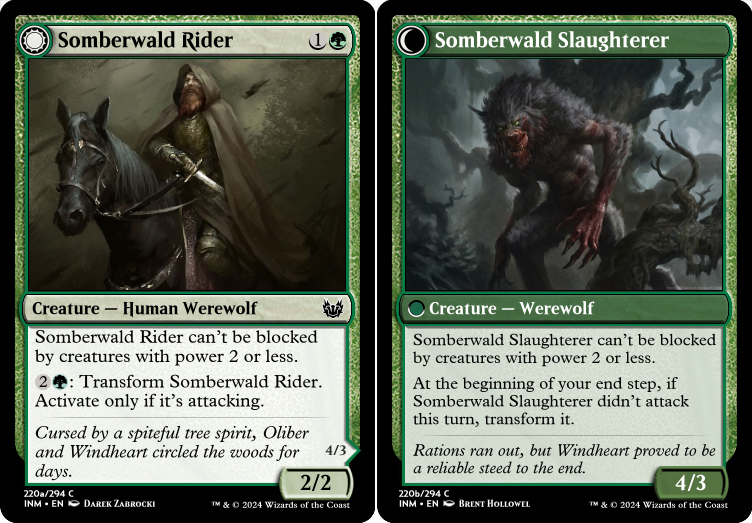 Somberwald Rider
1
Creature — Human Werewolf
Somberwald Rider can't be blocked
by creatures with power 2 or less.
2: Transform Somberwald Rider.
Activate only if it's attacking.
Cursed by a spiteful tree spirit, Oliber
and Windheart circled the woods for
days.
4/3
2/2
220a/294 C
INM • EN Darek Zabrocki
™ & © 2024 Wizards of the Coast
Somberwald Slaughterer
Creature — Werewolf
Somberwald Slaughterer can't be blocked
by creatures with power 2 or less.
At the beginning of your end step, if
Somberwald Slaughterer didn't attack
this turn, transform it.
Rations ran out, but Windheart proved to be
a reliable steed to the end.
4/3
220b/294 C
INM • EN Brent Hollowel
™ & © 2024 Wizards of the Coast